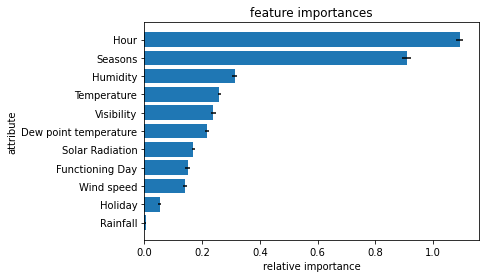 feature importances
attribute
Hour
Seasons
Humidity
Temperature
Visibility
Dew point temperature
Solar Radiation
Functioning Day
Wind speed
Holiday
Rainfall
0.0 0.2 0.4 0.6 0.8 1.0
relative importance